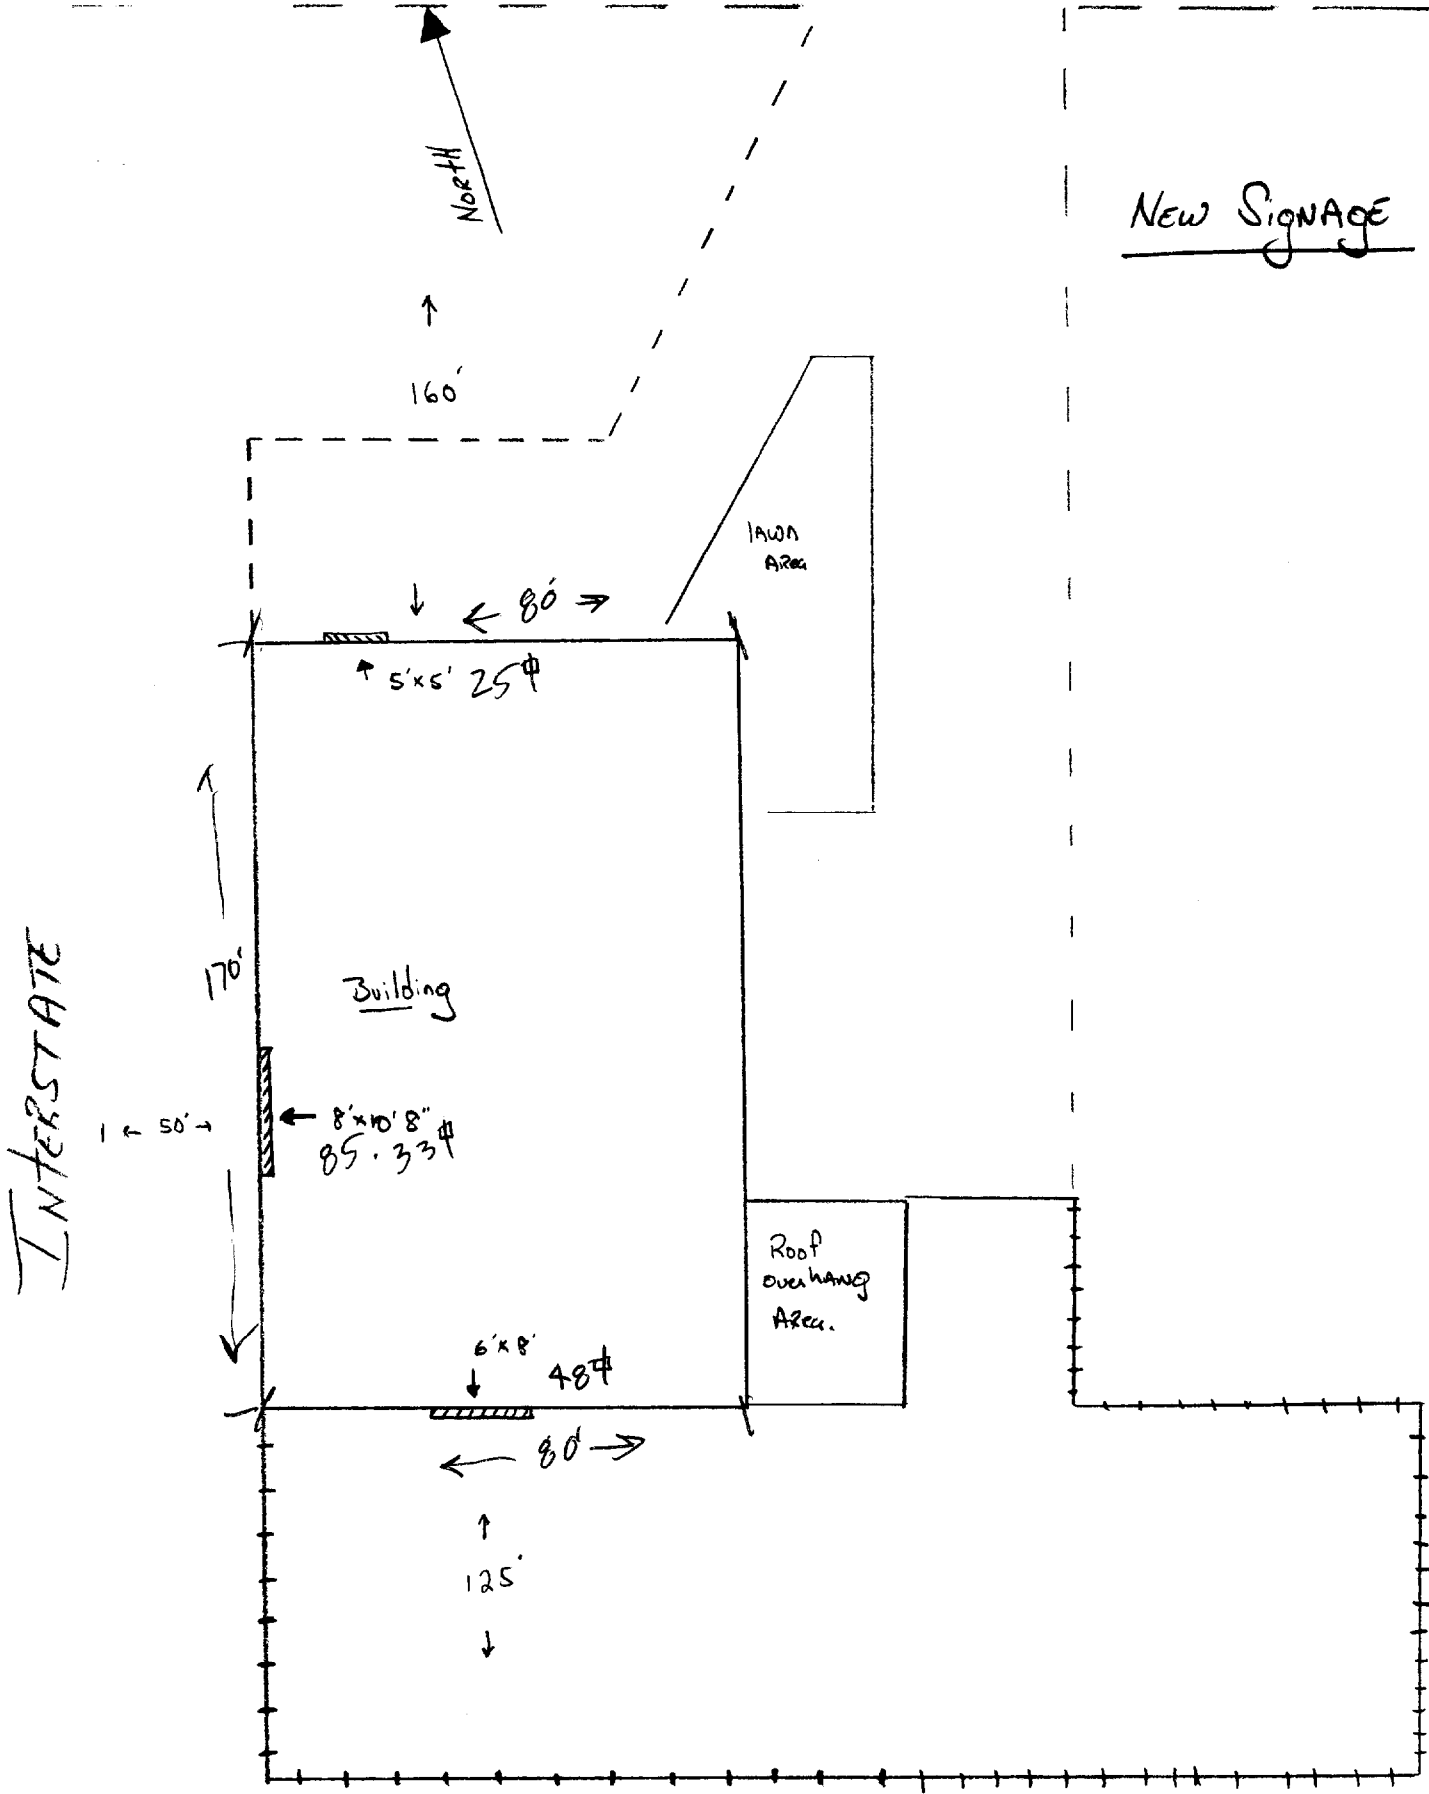 NORTH
NEW SIGNAGE
160'
lAWN
AREa
80'
5'x5' 25⌽
170'
Building
INTERSTATE
50'
8'x10'8"
85.33⌽
Roof
overhANg
AREa.
6'x8'
48⌽
80'
125'